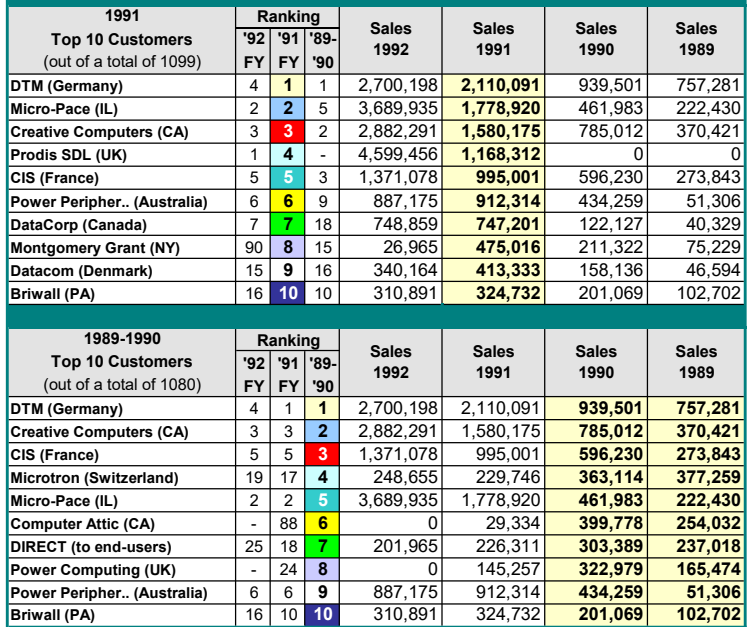 1991 Ranking
Top 10 Customers '92 '91 '89- Sales Sales Sales Sales
(out of a total of 1099) FY FY '90 1992 1991 1990 1989
DTM (Germany) 4 1 1 2,700,198 2,110,091 939,501 757,281
Micro-Pace (IL) 2 2 5 3,689,935 1,778,920 461,983 222,430
Creative Computers (CA) 3 3 2 2,882,291 1,580,175 785,012 370,421
Prodis SDL (UK) 1 4 - 4,599,456 1,168,312 0 0
CIS (France) 5 5 3 1,371,078 995,001 596,230 273,843
Power Peripher.. (Australia) 6 6 9 887,175 912,314 434,259 51,306
DataCorp (Canada) 7 7 18 748,859 747,201 122,127 40,329
Montgomery Grant (NY) 90 8 15 26,965 475,016 211,322 75,229
Datacom (Denmark) 15 9 16 340,164 413,333 158,136 46,594
Briwall (PA) 16 10 10 310,891 324,732 201,069 102,702
1989-1990 Ranking
Top 10 Customers '92 '91 '89- Sales Sales Sales Sales
(out of a total of 1080) FY FY '90 1992 1991 1990 1989
DTM (Germany) 4 1 1 2,700,198 2,110,091 939,501 757,281
Creative Computers (CA) 3 3 2 2,882,291 1,580,175 785,012 370,421
CIS (France) 5 5 3 1,371,078 995,001 596,230 273,843
Microtron (Switzerland) 19 17 4 248,655 229,746 363,114 377,259
Micro-Pace (IL) 2 2 5 3,689,935 1,778,920 461,983 222,430
Computer Attic (CA) - 88 6 0 29,334 399,778 254,032
DIRECT (to end-users) 25 18 7 201,965 226,311 303,389 237,018
Power Computing (UK) - 24 8 0 145,257 322,979 165,474
Power Peripher.. (Australia) 6 6 9 887,175 912,314 434,259 51,306
Briwall (PA) 16 10 10 310,891 324,732 201,069 102,702